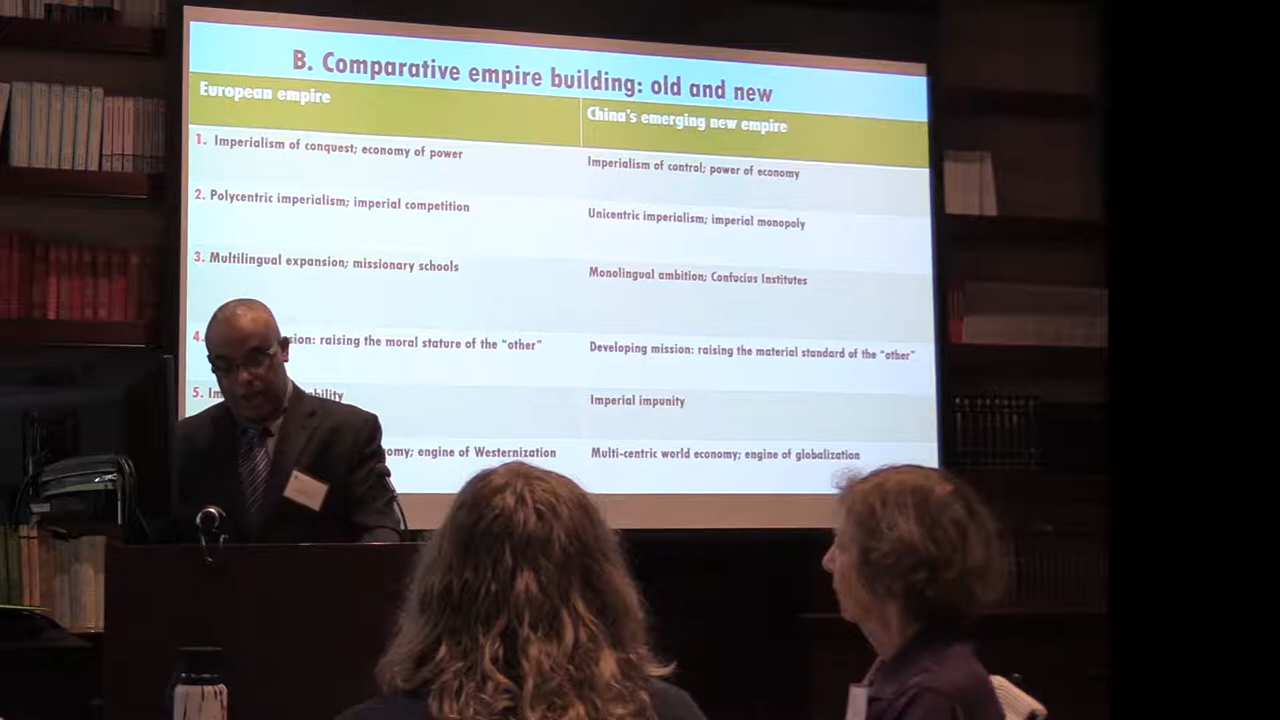 B. Comparative empire building: old and new
European empire
China's emerging new empire
1. Imperialism of conquest; economy of power
Imperialism of control; power of economy
2. Polycentric imperialism; imperial competition
Unicentric imperialism; imperial monopoly
3. Multilingual expansion; missionary schools
Monolingual ambition; Confucius Institutes
4. raising the moral stature of the "other"
Developing mission: raising the material standard of the "other"
5.
Imperial impunity
engine of Westernization
Multi-centric world economy; engine of globalization